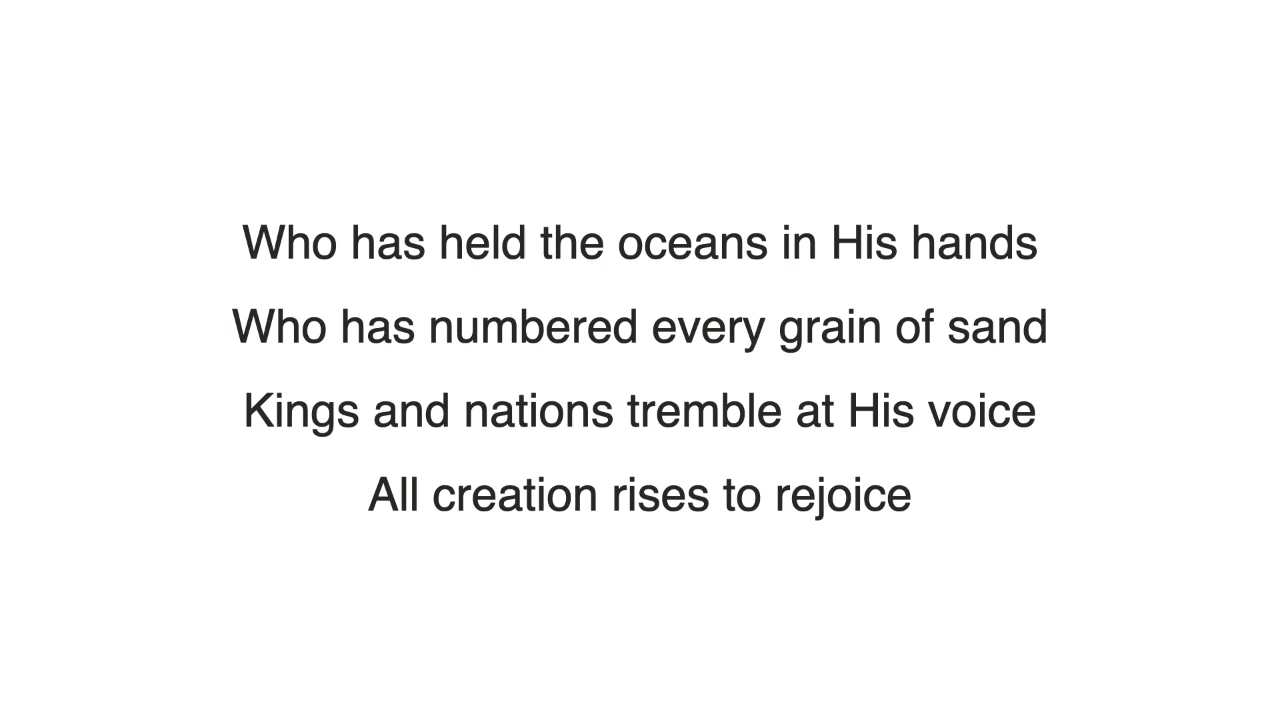 Who has held the oceans in His hands
Who has numbered every grain of sand
Kings and nations tremble at His voice
All creation rises to rejoice